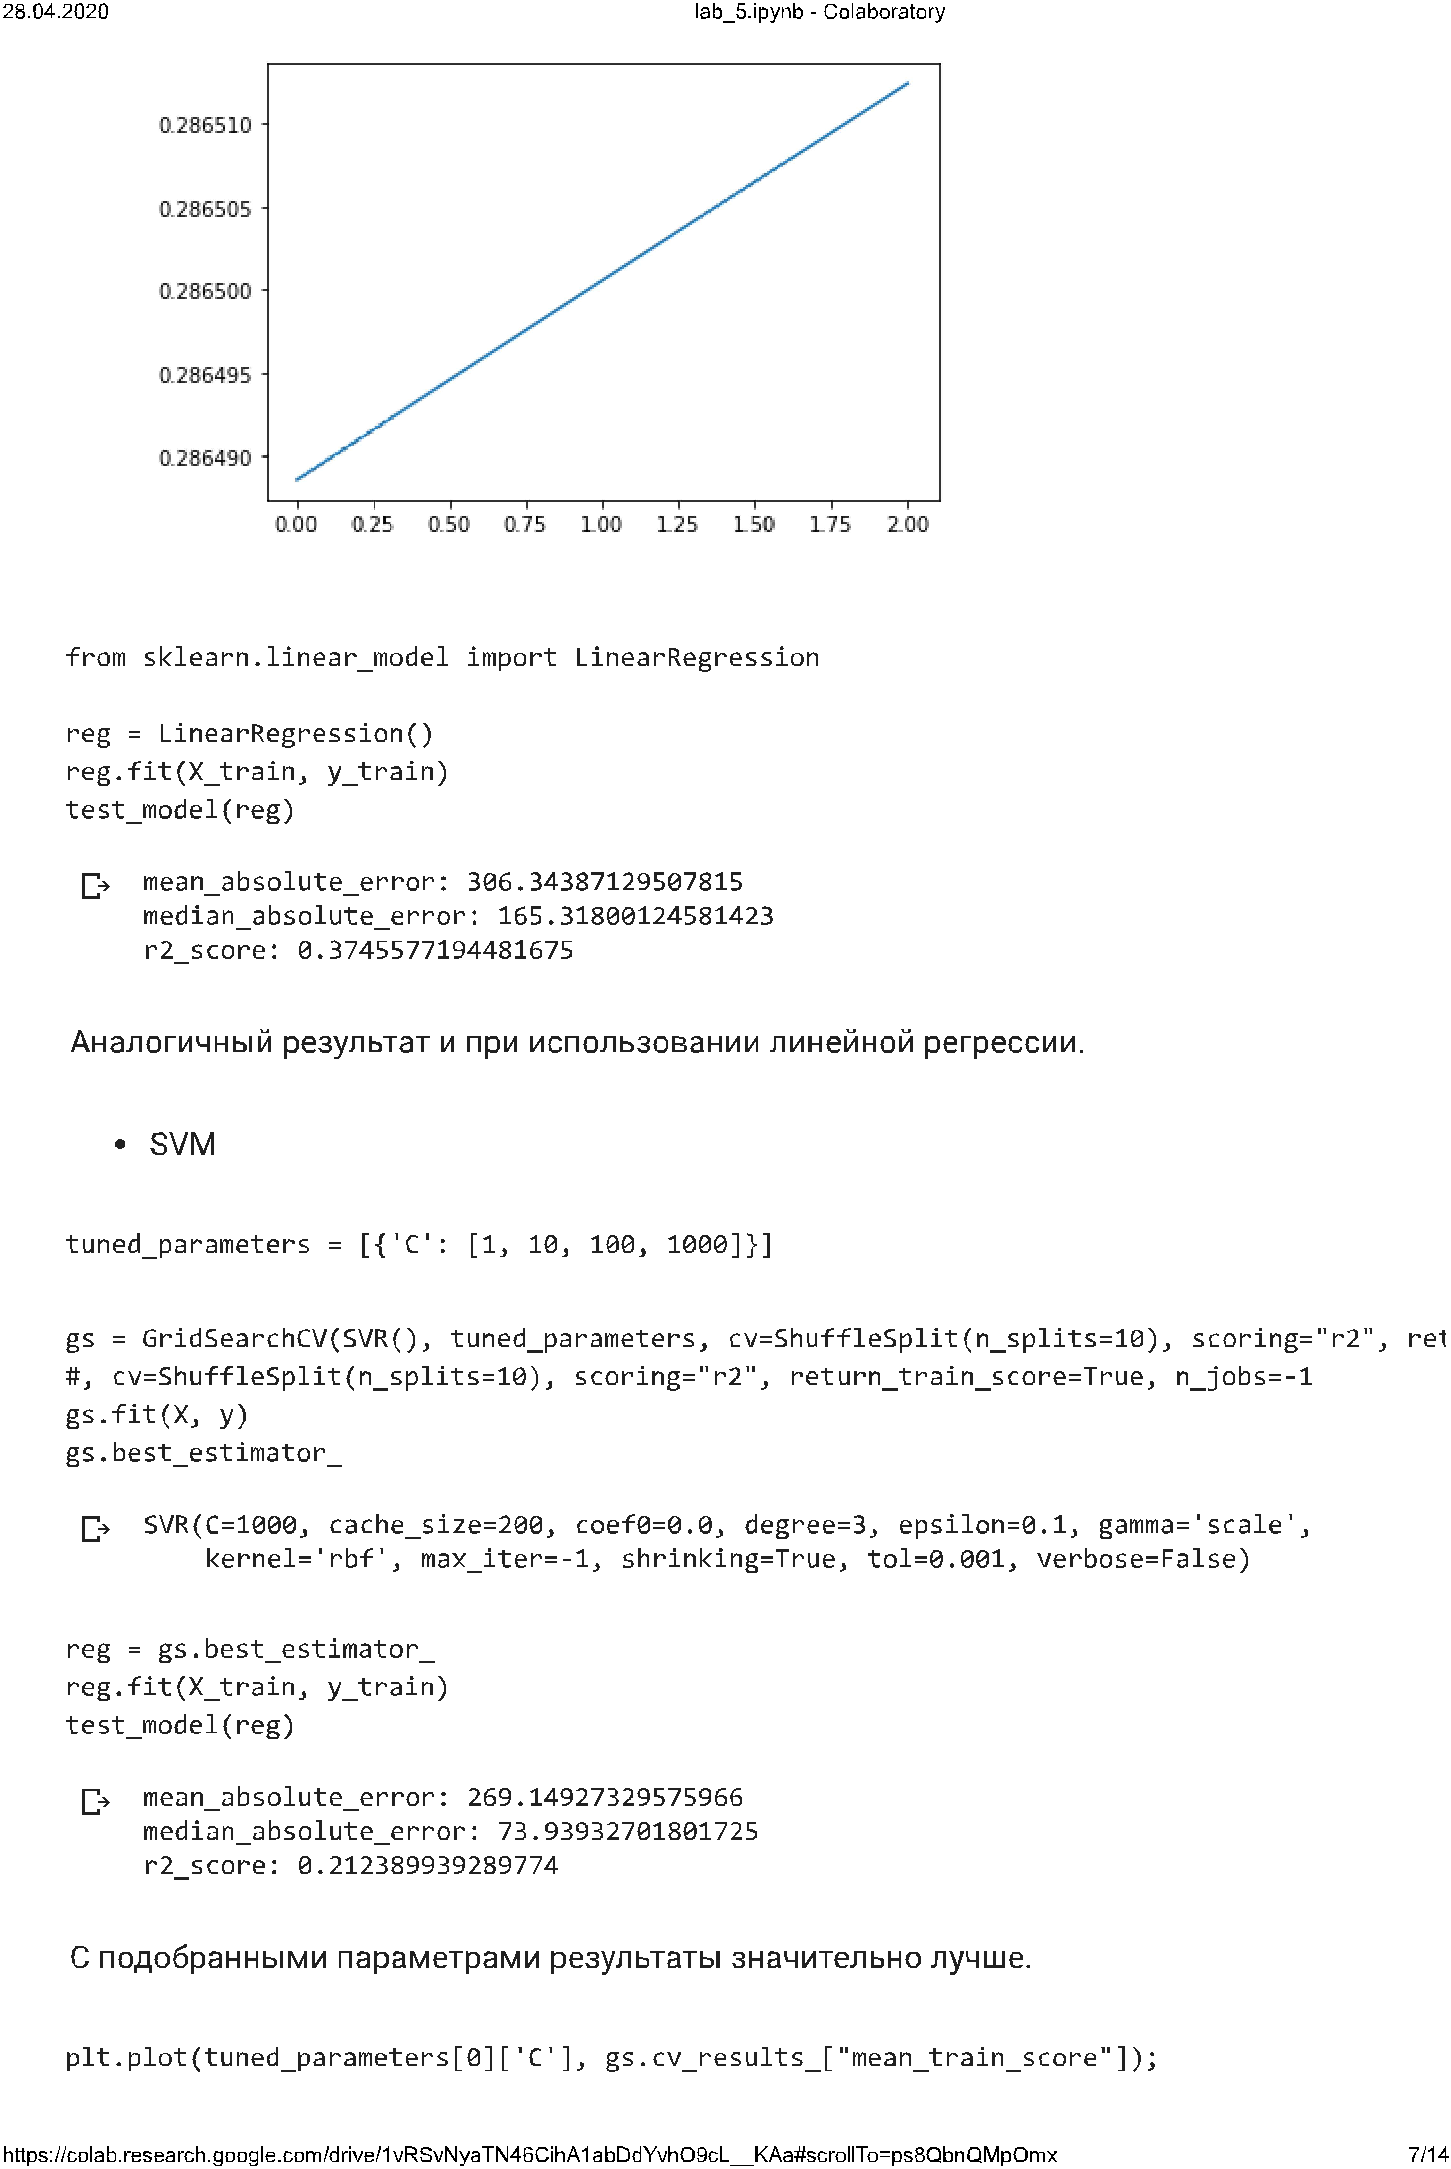 28.04.2020
lab_5.ipynb - Colaboratory
0.286510
0.286505
0.286500
0.286495
0.286490
0.00 0.25 0.50 0.75 1.00 1.25 1.50 1.75 2.00
from sklearn.linear_model import LinearRegression
reg = LinearRegression()
reg.fit(X_train, y_train)
test_model(reg)
mean_absolute_error: 306.34387129507815
median_absolute_error: 165.31800124581423
r2_score: 0.3745577194481675
Аналогичный результат и при использовании линейной регрессии.
• SVM
tuned_parameters = [{'C': [1, 10, 100, 1000]}]
gs = GridSearchCV(SVR(), tuned_parameters, cv=ShuffleSplit(n_splits=10), scoring="r2", ret
#, cv=ShuffleSplit(n_splits=10), scoring="r2", return_train_score=True, n_jobs=-1
gs.fit(X, y)
gs.best_estimator_
SVR(C=1000, cache_size=200, coef0=0.0, degree=3, epsilon=0.1, gamma='scale',
kernel='rbf', max_iter=-1, shrinking=True, tol=0.001, verbose=False)
reg = gs.best_estimator_
reg.fit(X_train, y_train)
test_model(reg)
mean_absolute_error: 269.14927329575966
median_absolute_error: 73.93932701801725
r2_score: 0.212389939289774
С подобранными параметрами результаты значительно лучше.
plt.plot(tuned_parameters[0]['C'], gs.cv_results_["mean_train_score"]);
https://colab.research.google.com/drive/1vRSvNyaTN46CihA1abDdYvhO9cL__KAa#scrollTo=ps8QbnQMpOmx
7/14